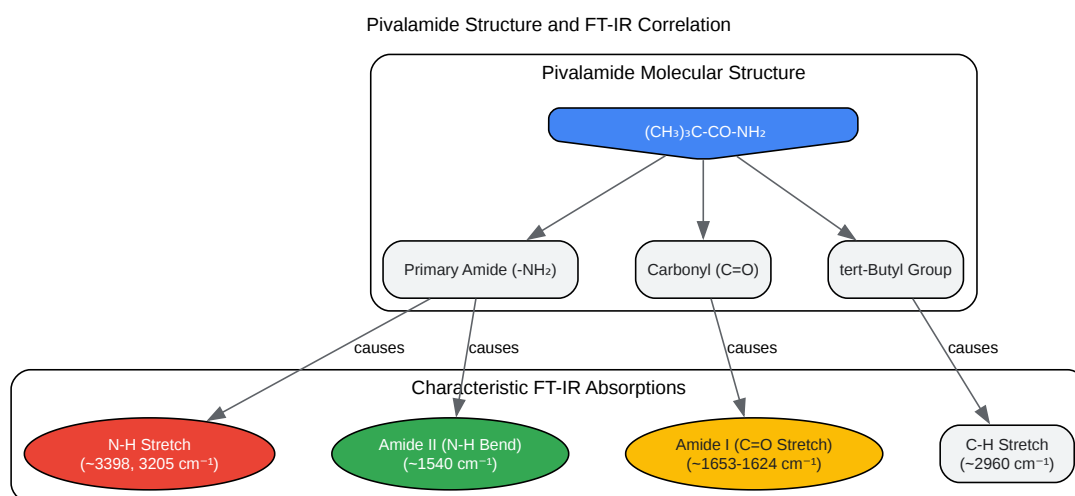 Pivalamide Structure and FT-IR Correlation
Pivalamide Molecular Structure
(CH₃)₃C-CO-NH₂
Primary Amide (-NH₂)
Carbonyl (C=O)
tert-Butyl Group
causes
causes
causes
causes
Characteristic FT-IR Absorptions
N-H Stretch
(~3398, 3205 cm⁻¹)
Amide II (N-H Bend)
(~1540 cm⁻¹)
Amide I (C=O Stretch)
(~1653-1624 cm⁻¹)
C-H Stretch
(~2960 cm⁻¹)